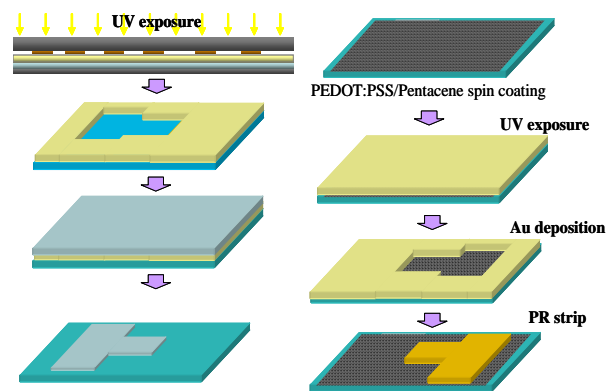 UV exposure
PEDOT:PSS/Pentacene spin coating
UV exposure
Au deposition
PR strip